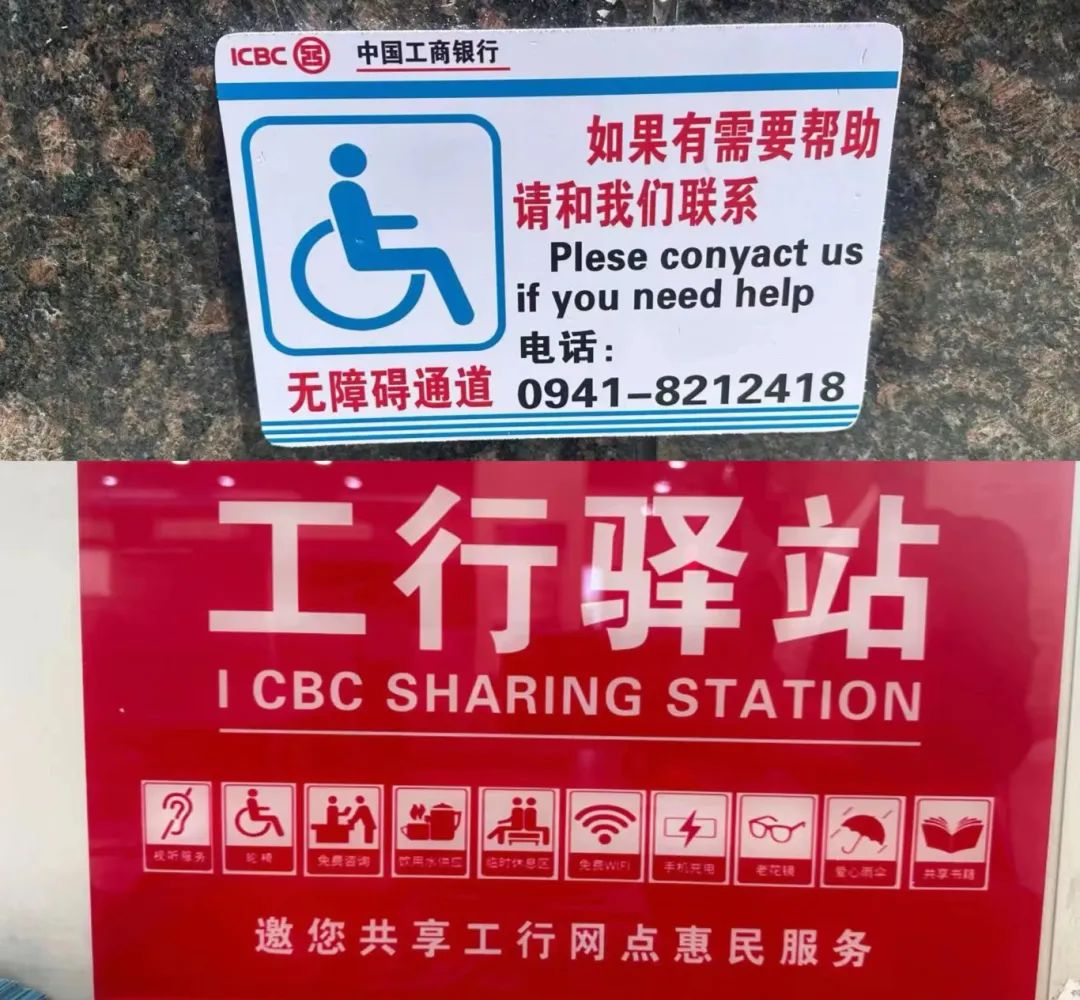 ICBC 中国工商银行
如果有需要帮助
请和我们联系
Plese conyact us
if you need help
电话:
0941-8212418
无障碍通道
工行驿站
I CBC SHARING STATION
视听服务 轮椅 免费咨询 饮用水供应 临时休息区 免费WIFI 手机充电 老花镜 爱心雨伞 共享书籍
邀您共享工行网点惠民服务